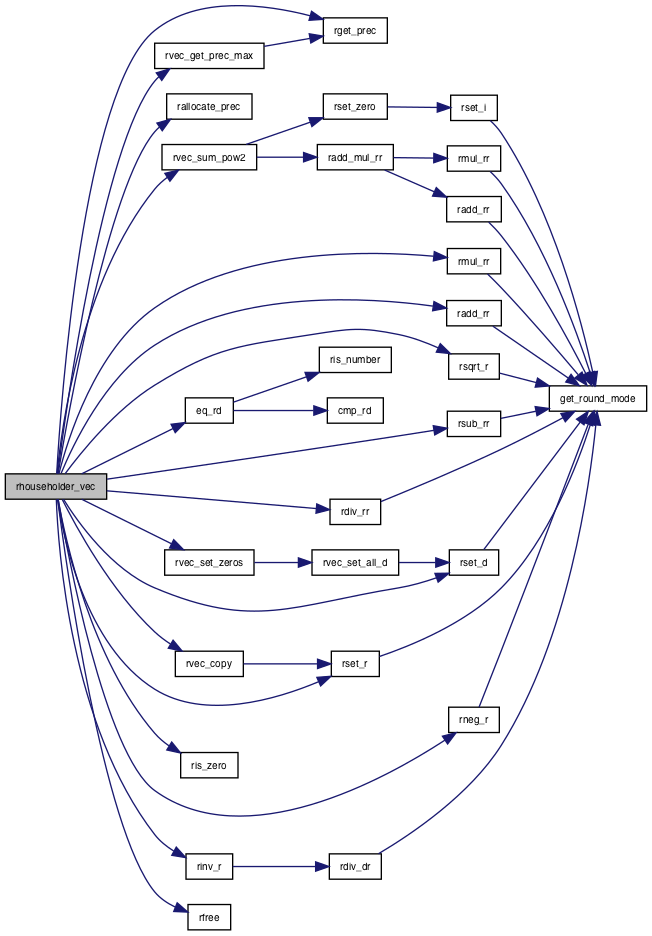 rget_prec
rvec_get_prec_max
rallocate_prec
rset_zero
rset_i
rvec_sum_pow2
radd_mul_rr
rmul_rr
radd_rr
rmul_rr
radd_rr
ris_number
rsqrt_r
get_round_mode
eq_rd
cmp_rd
rsub_rr
rhouseholder_vec
rdiv_rr
rvec_set_zeros
rvec_set_all_d
rset_d
rvec_copy
rset_r
rneg_r
ris_zero
rinv_r
rdiv_dr
rfree